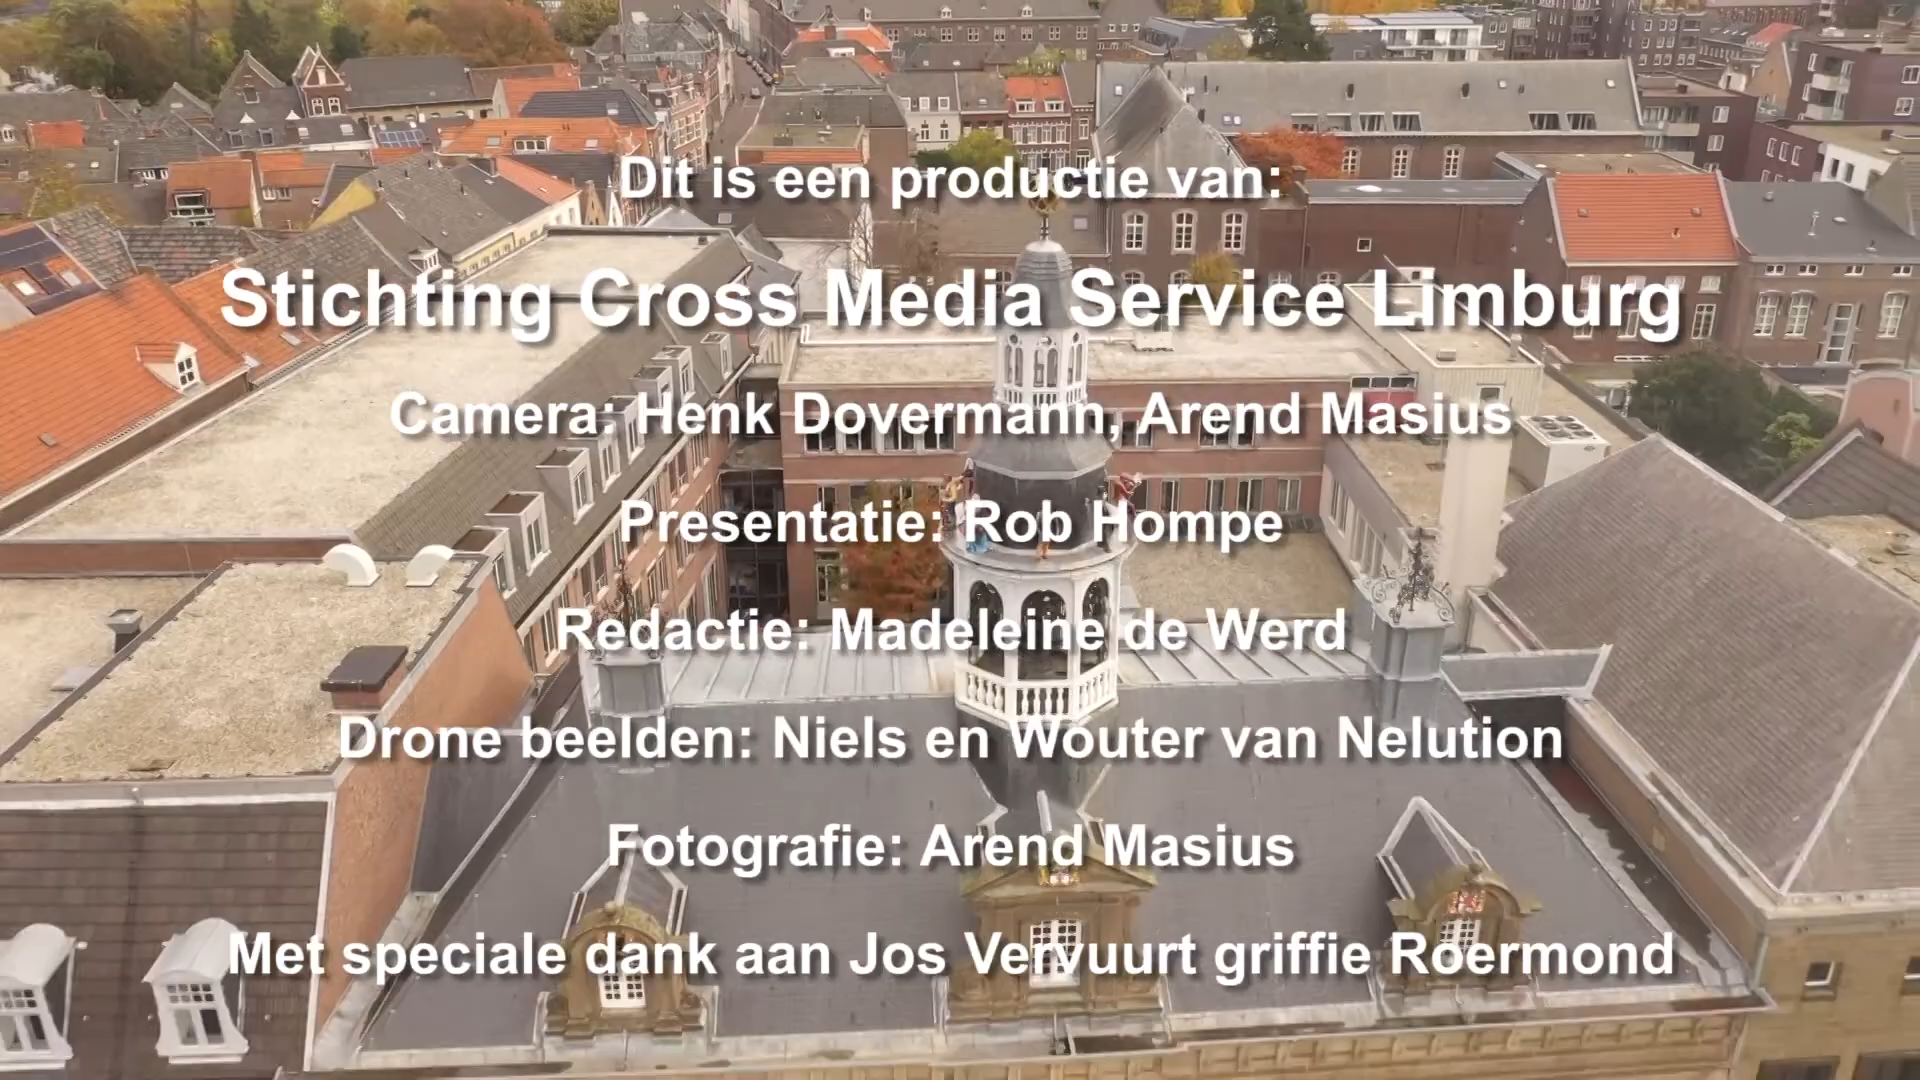 Dit is een productie van:
Stichting Cross Media Service Limburg
Camera: Henk Dovermann, Arend Masius
Presentatie: Rob Hompe
Redactie: Madeleine de Werd
Drone beelden: Niels en Wouter van Nelution
Fotografie: Arend Masius
Met speciale dank aan Jos Vervuurt griffie Roermond